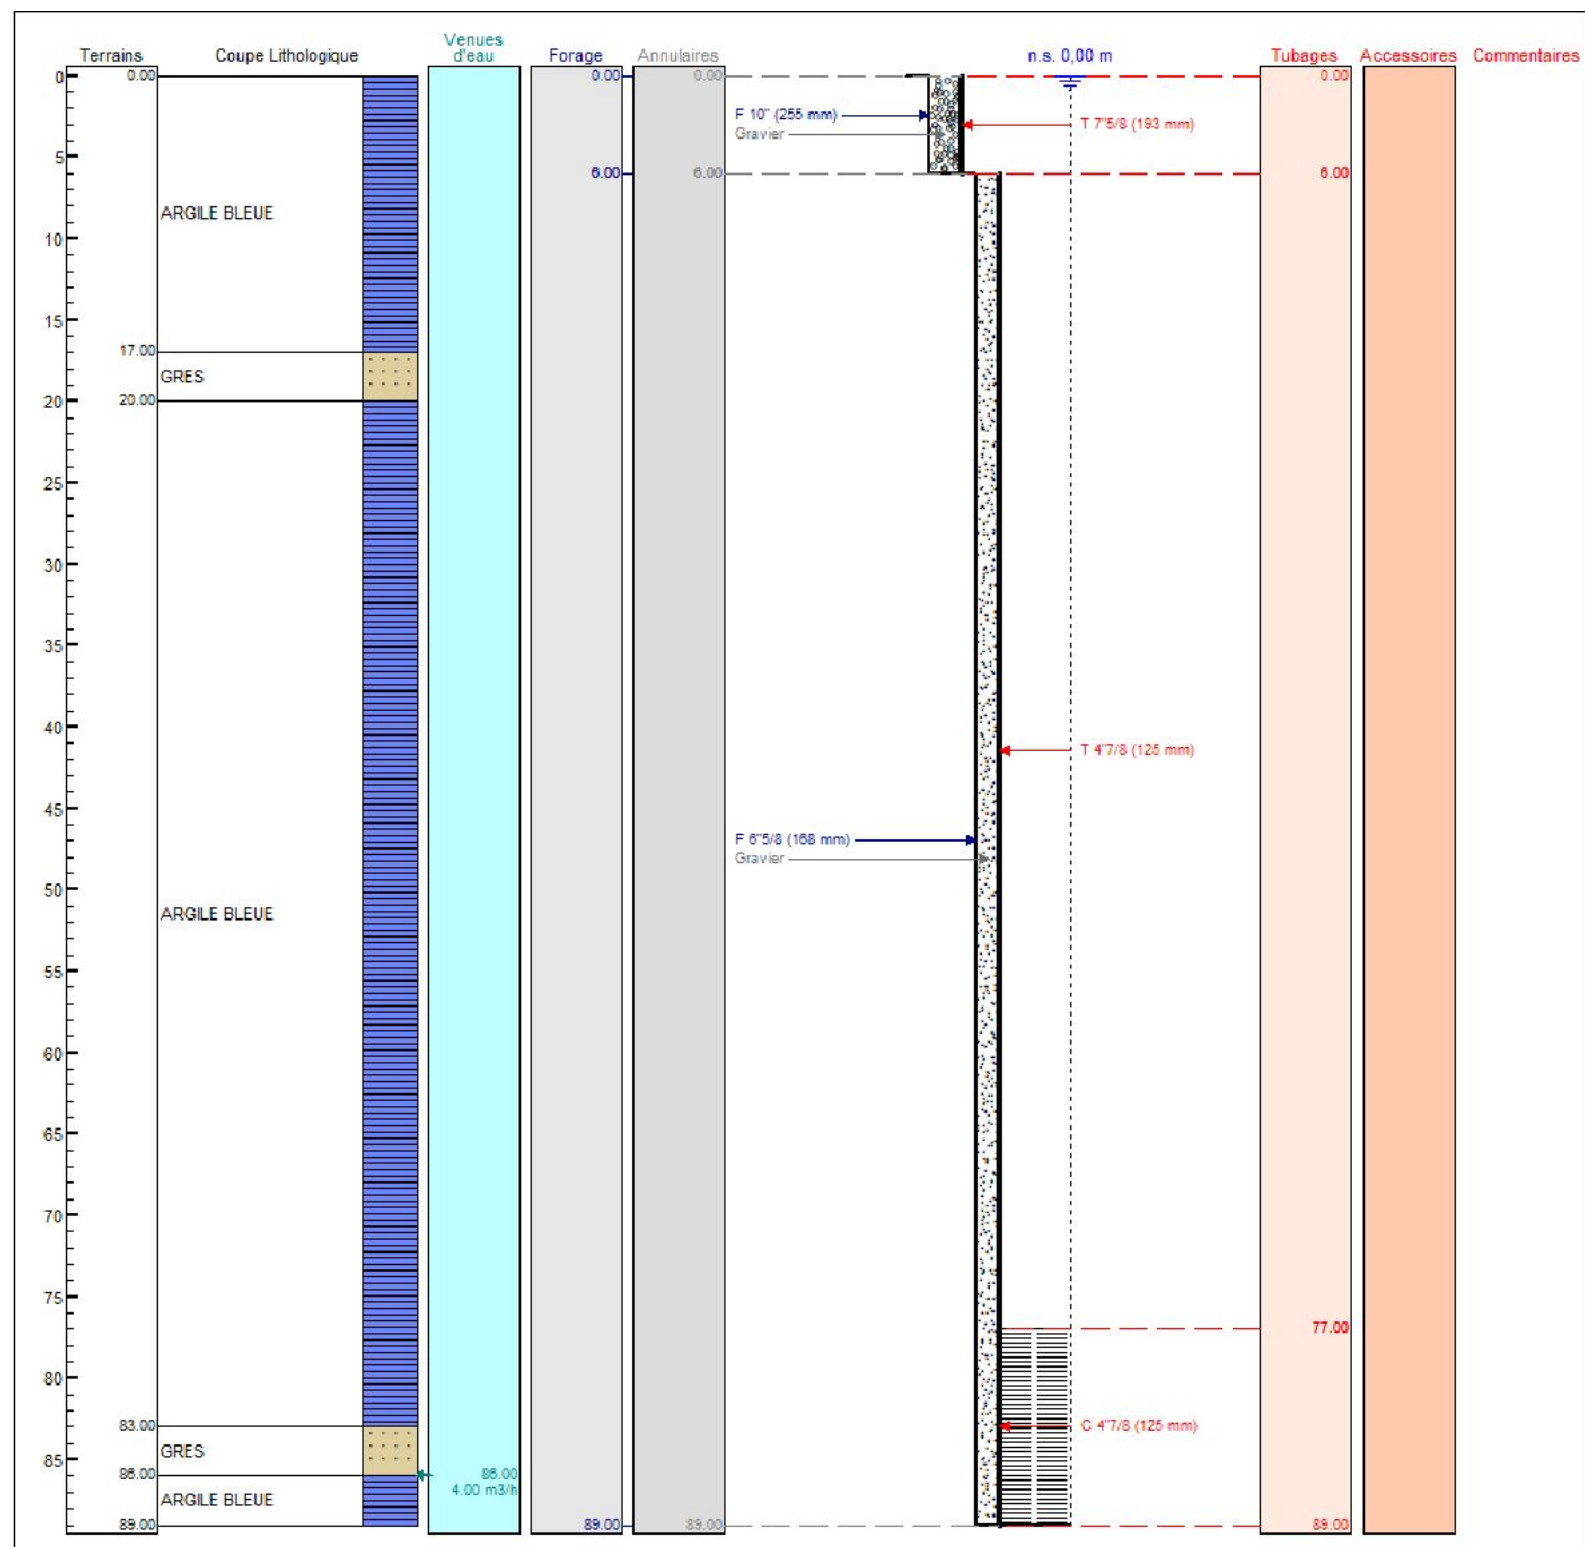 Terrains
Coupe Lithologique
Venues
d'eau
Forage
Annulaires
n.s. 0,00 m
Tubages
Accessoires
Commentaires
0
0.00
0.00
0.00
0.00
F 10" (255 mm)
Gravier
T 7"5/8 (193 mm)
5
6.00
6.00
6.00
ARGILE BLEUE
10
15
17.00
GRES
20
20.00
25
30
35
40
T 4"7/8 (125 mm)
45
F 6"5/8 (168 mm)
Gravier
50
ARGILE BLEUE
55
60
65
70
75
77.00
80
83.00
C 4"7/8 (125 mm)
GRES
85
86.00
86.00
4.00 m3/h
ARGILE BLEUE
89.00
89.00
89.00
89.00